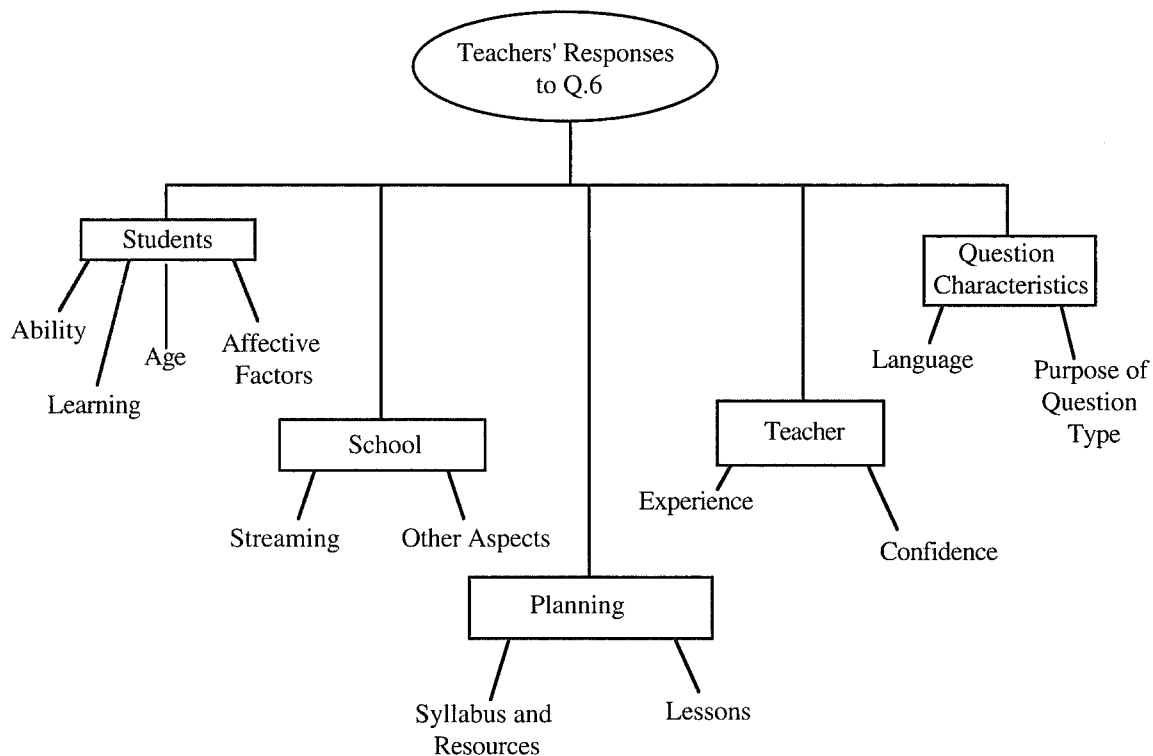 Teachers' Responses
to Q.6
Students
Ability
Learning
Age
Affective
Factors
School
Streaming
Other Aspects
Planning
Syllabus and
Resources
Lessons
Teacher
Experience
Confidence
Question
Characteristics
Language
Purpose of
Question
Type